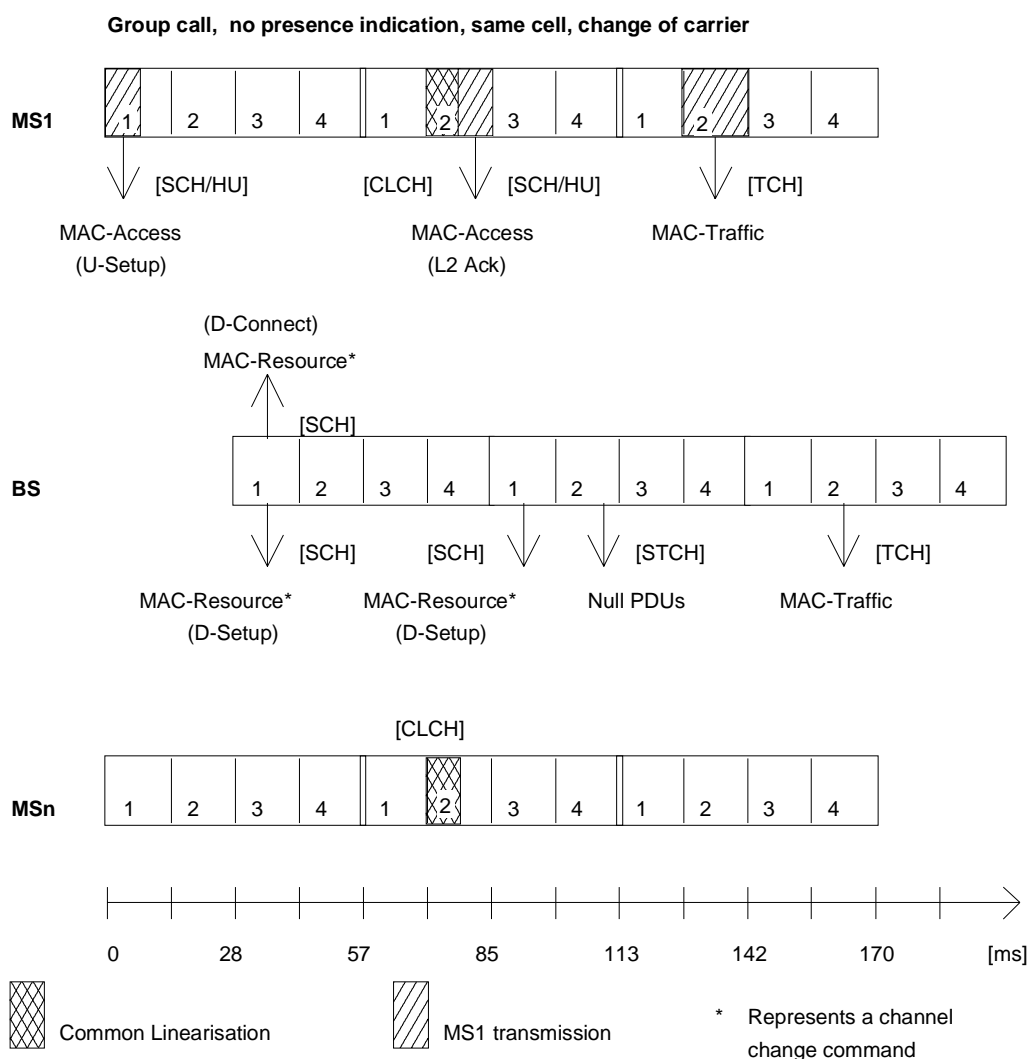 Group call, no presence indication, same cell, change of carrier
MS1
1 2 3 4 1 2 3 4 1 2 3 4
[SCH/HU] [CLCH] [SCH/HU] [TCH]
MAC-Access MAC-Access MAC-Traffic
(U-Setup) (L2 Ack)
(D-Connect)
MAC-Resource*
[SCH]
BS
1 2 3 4 1 2 3 4 1 2 3 4
[SCH] [SCH] [STCH] [TCH]
MAC-Resource* MAC-Resource* Null PDUs MAC-Traffic
(D-Setup) (D-Setup)
[CLCH]
MSn
1 2 3 4 1 2 3 4 1 2 3 4
0 28 57 85 113 142 170 [ms]
Common Linearisation
MS1 transmission
* Represents a channel
change command